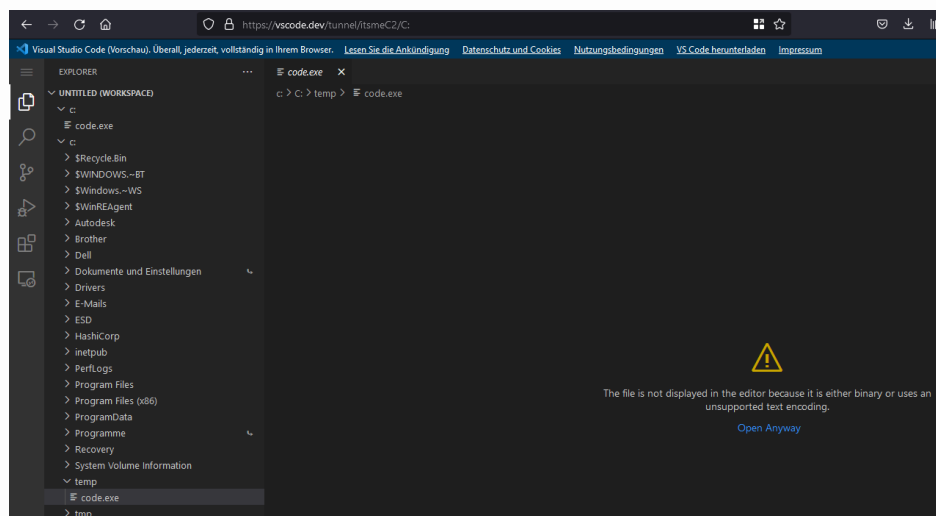 https://vscode.dev/tunnel/itsmeC2/C:
Visual Studio Code (Vorschau). Überall, jederzeit, vollständig in Ihrem Browser. Lesen Sie die Ankündigung Datenschutz und Cookies Nutzungsbedingungen VS Code herunterladen Impressum
EXPLORER ...
UNTITLED (WORKSPACE)
c:
code.exe
c:
$Recycle.Bin
$WINDOWS.~BT
$Windows.~WS
$WinREAgent
Autodesk
Brother
Dell
Dokumente und Einstellungen
Drivers
E-Mails
ESD
HashiCorp
inetpub
PerfLogs
Program Files
Program Files (x86)
ProgramData
Programme
Recovery
System Volume Information
temp
code.exe
tmp
code.exe
c: > C: > temp > code.exe
The file is not displayed in the editor because it is either binary or uses an
unsupported text encoding.
Open Anyway